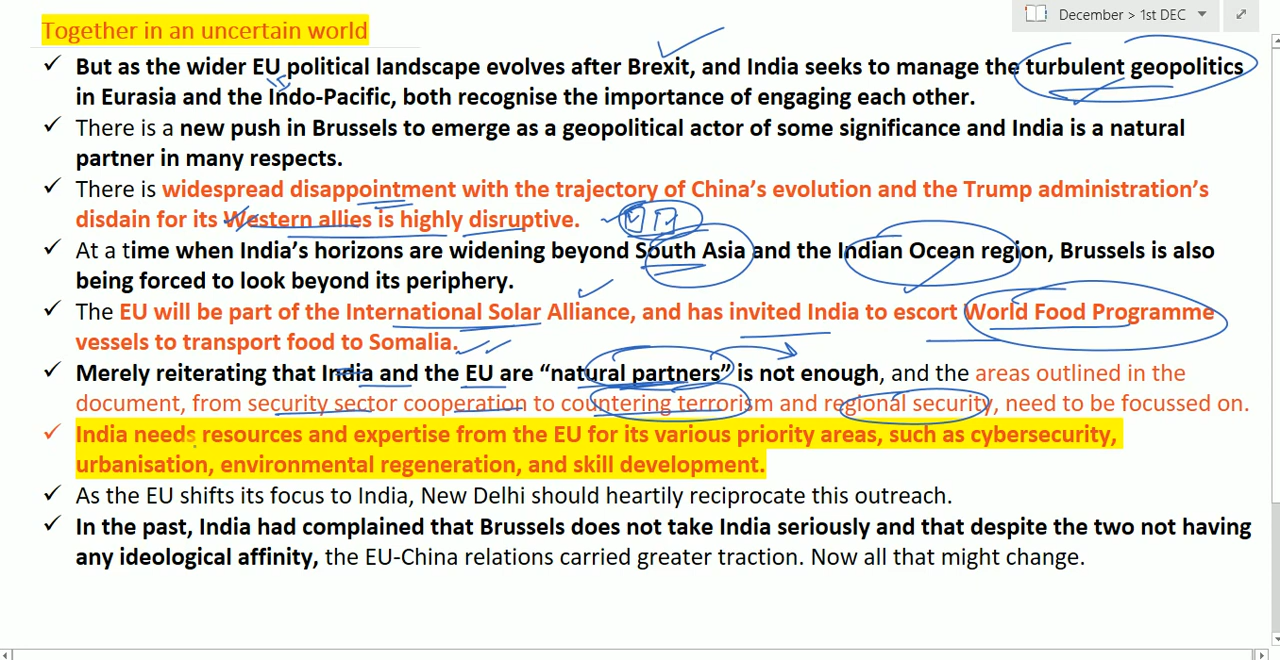 December > 1st DEC
Together in an uncertain world
But as the wider EU political landscape evolves after Brexit, and India seeks to manage the turbulent geopolitics
in Eurasia and the Indo-Pacific, both recognise the importance of engaging each other.
There is a new push in Brussels to emerge as a geopolitical actor of some significance and India is a natural
partner in many respects.
There is widespread disappointment with the trajectory of China's evolution and the Trump administration's
disdain for its Western allies is highly disruptive.
At a time when India's horizons are widening beyond South Asia and the Indian Ocean region, Brussels is also
being forced to look beyond its periphery.
The EU will be part of the International Solar Alliance, and has invited India to escort World Food Programme
vessels to transport food to Somalia.
Merely reiterating that India and the EU are “natural partners” is not enough, and the areas outlined in the
document, from security sector cooperation to countering terrorism and regional security, need to be focussed on.
India needs resources and expertise from the EU for its various priority areas, such as cybersecurity,
urbanisation, environmental regeneration, and skill development.
As the EU shifts its focus to India, New Delhi should heartily reciprocate this outreach.
In the past, India had complained that Brussels does not take India seriously and that despite the two not having
any ideological affinity, the EU-China relations carried greater traction. Now all that might change.